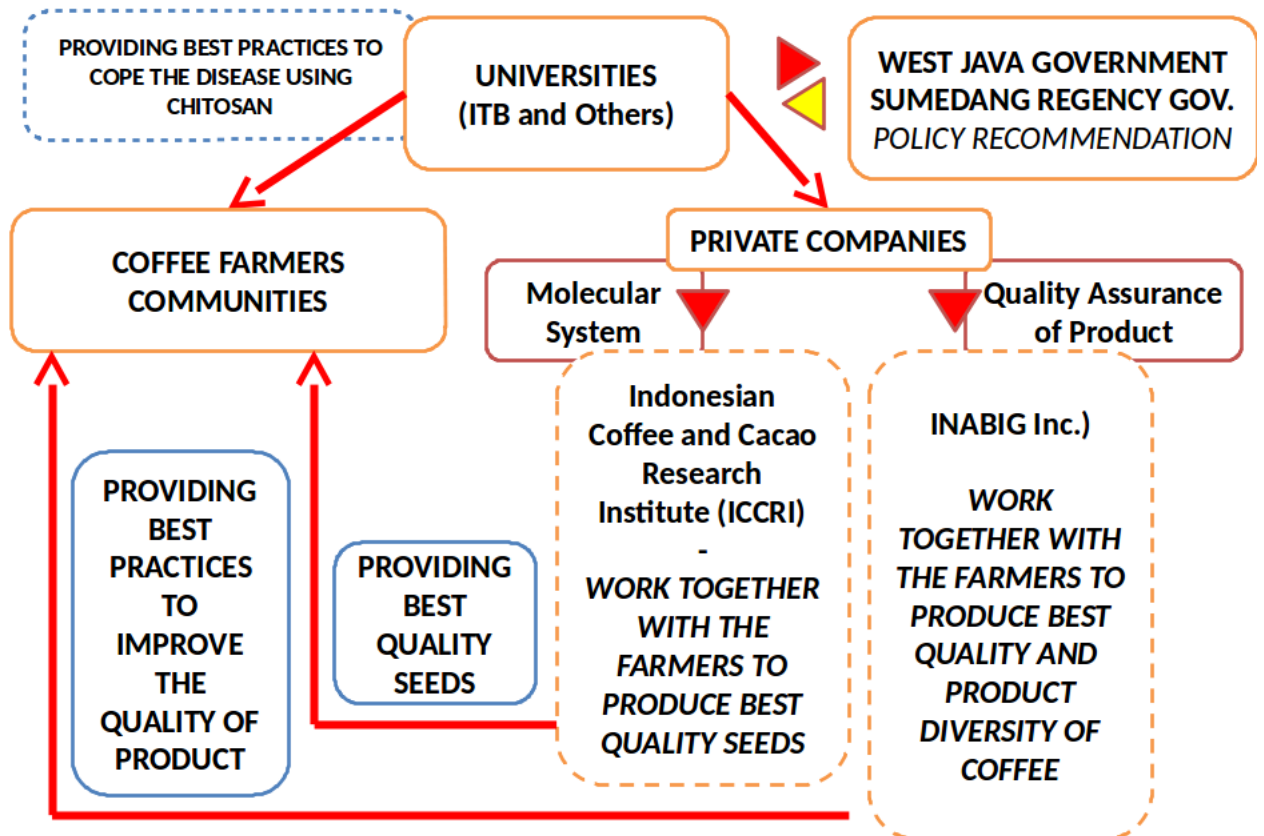 PROVIDING BEST PRACTICES TO
COPE THE DISEASE USING
CHITOSAN
UNIVERSITIES
(ITB and Others)
WEST JAVA GOVERNMENT
SUMEDANG REGENCY GOV.
POLICY RECOMMENDATION
COFFEE FARMERS
COMMUNITIES
PRIVATE COMPANIES
Molecular
System
Quality Assurance
of Product
Indonesian
Coffee and Cacao
Research
Institute (ICCRI)
-
WORK TOGETHER
WITH THE
FARMERS TO
PRODUCE BEST
QUALITY SEEDS
INABIG Inc.)
WORK
TOGETHER WITH
THE FARMERS TO
PRODUCE BEST
QUALITY AND
PRODUCT
DIVERSITY OF
COFFEE
PROVIDING
BEST
PRACTICES
TO
IMPROVE
THE
QUALITY OF
PRODUCT
PROVIDING
BEST
QUALITY
SEEDS